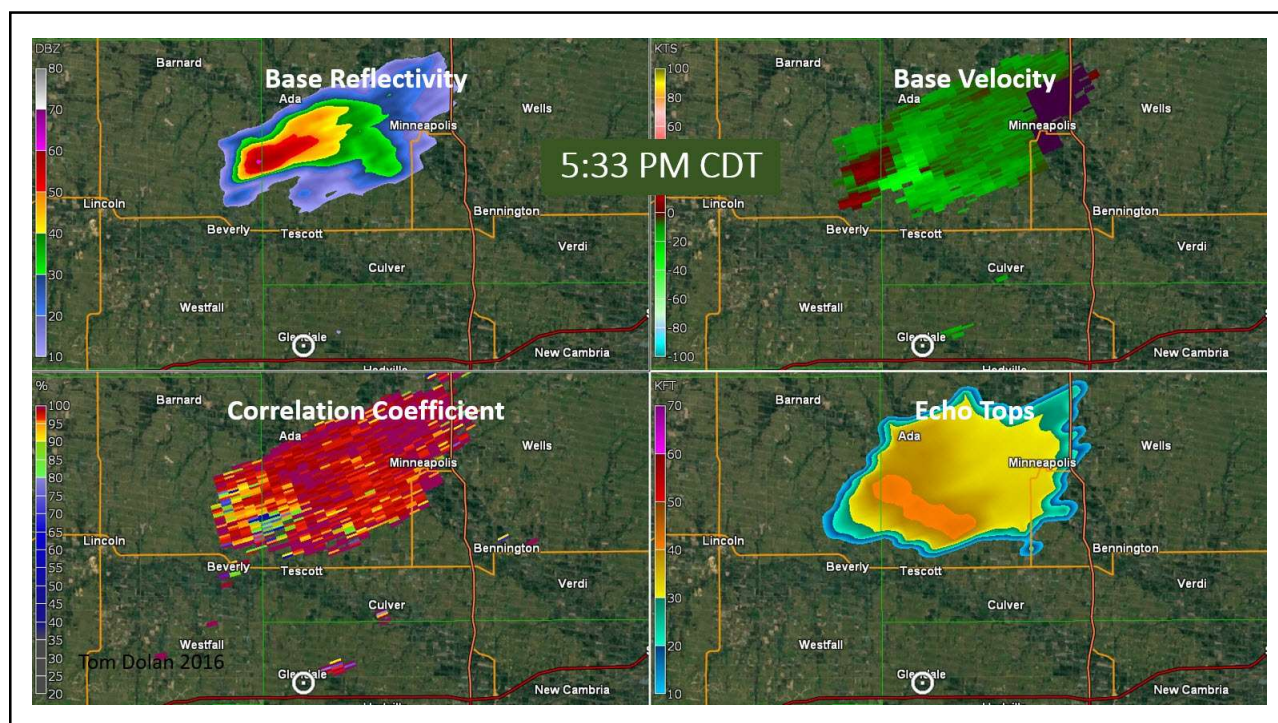 DBZ
80
70
60
50
40
30
20
10
Base Reflectivity
Barnard
Ada
Wells
Minneapolis
Lincoln
Bennington
Beverly
Tescott
Verdi
Culver
Westfall
Glendale
New Cambria
KTS
100
80
60
0
-20
-40
-60
-80
-100
Base Velocity
Barnard
Ada
Wells
Minneapolis
Lincoln
Bennington
Beverly
Tescott
Verdi
Culver
Westfall
Glendale
New Cambria
5:33 PM CDT
%
100
95
90
85
80
75
70
65
60
55
50
45
40
35
30
25
20
Correlation Coefficient
Barnard
Ada
Wells
Minneapolis
Lincoln
Bennington
Beverly
Tescott
Verdi
Culver
Westfall
Tom Dolan 2016
Glendale
New Cambria
KFT
70
60
50
40
30
20
10
Echo Tops
Barnard
Ada
Wells
Minneapolis
Lincoln
Bennington
Beverly
Tescott
Verdi
Culver
Westfall
Glendale
New Cambria